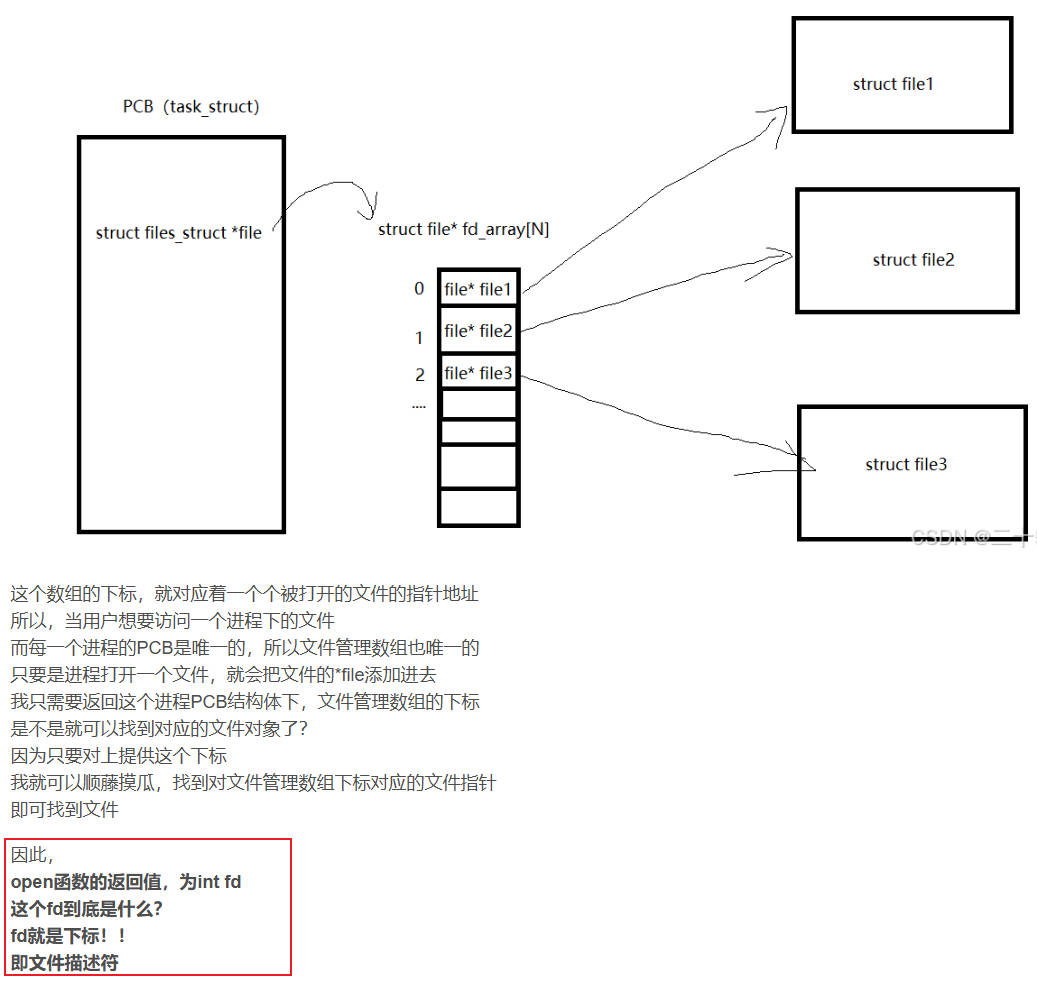 PCB（task_struct）
struct files_struct *file
struct file* fd_array[N]
0
file* file1
1
file* file2
2
file* file3
....
struct file1
struct file2
struct file3
CSDN @二十
这个数组的下标，就对应着一个个被打开的文件的指针地址
所以，当用户想要访问一个进程下的文件
而每一个进程的PCB是唯一的，所以文件管理数组也唯一的
只要是进程打开一个文件，就会把文件的*file添加进去
我只需要返回这个进程PCB结构体下，文件管理数组的下标
是不是就可以找到对应的文件对象了？
因为只要对上提供这个下标
我就可以顺藤摸瓜，找到对文件管理数组下标对应的文件指针
即可找到文件
因此，
open函数的返回值，为int fd
这个fd到底是什么？
fd就是下标！！
即文件描述符